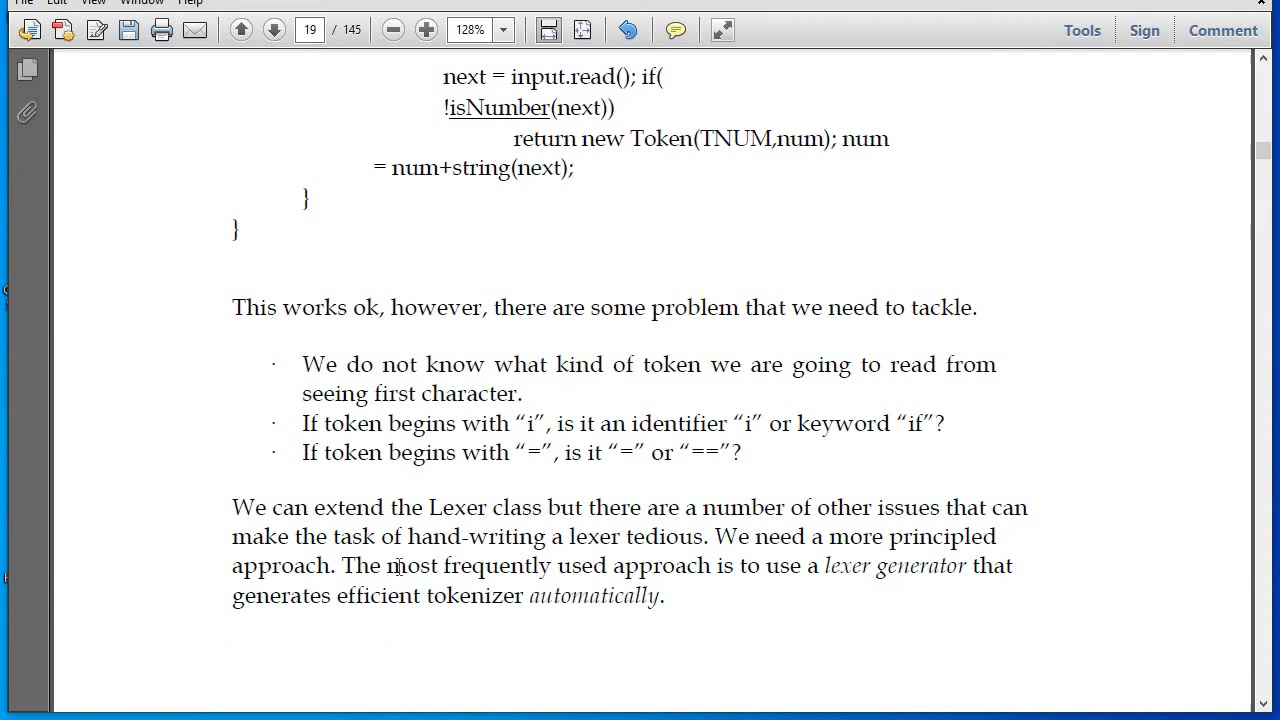 File Edit View Window Help
19 / 145 128% Tools Sign Comment
next = input.read(); if(
!isNumber(next))
return new Token(TNUM,num); num
= num+string(next);
}
}
This works ok, however, there are some problem that we need to tackle.
· We do not know what kind of token we are going to read from
seeing first character.
· If token begins with “i”, is it an identifier “i” or keyword “if”?
· If token begins with “=”, is it “=” or “==”?
We can extend the Lexer class but there are a number of other issues that can
make the task of hand-writing a lexer tedious. We need a more principled
approach. The most frequently used approach is to use a lexer generator that
generates efficient tokenizer automatically.